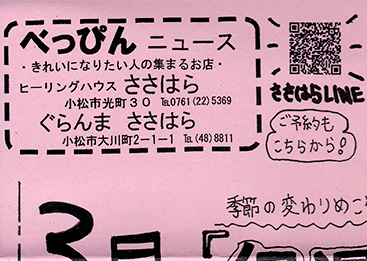 べっぴん ニュース
・きれいになりたい人の集まるお店・
ヒーリングハウス ささはら
小松市光町30 ℡0761(22)5369
ぐらんま ささはら
小松市大川町2-1-1 ℡(48)8811
ささはらLINE
ご予約も
こちらから!
季節の変わりめこそ
3月「